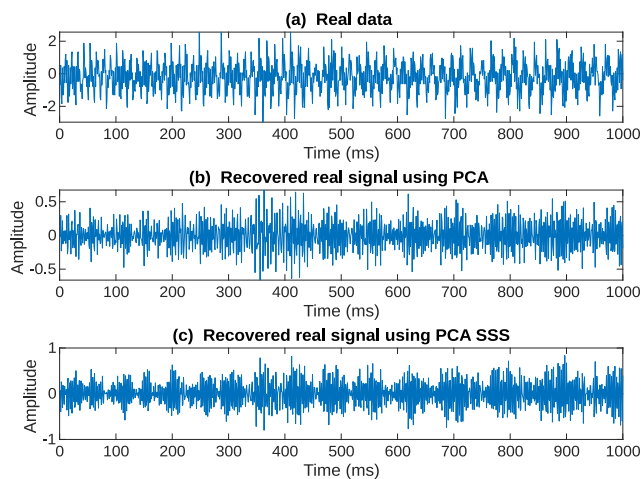 (a) Real data
2
0
-2
Amplitude
0 100 200 300 400 500 600 700 800 900 1000
Time (ms)
(b) Recovered real signal using PCA
0.5
0
-0.5
Amplitude
0 100 200 300 400 500 600 700 800 900 1000
Time (ms)
(c) Recovered real signal using PCA SSS
1
0
-1
Amplitude
0 100 200 300 400 500 600 700 800 900 1000
Time (ms)